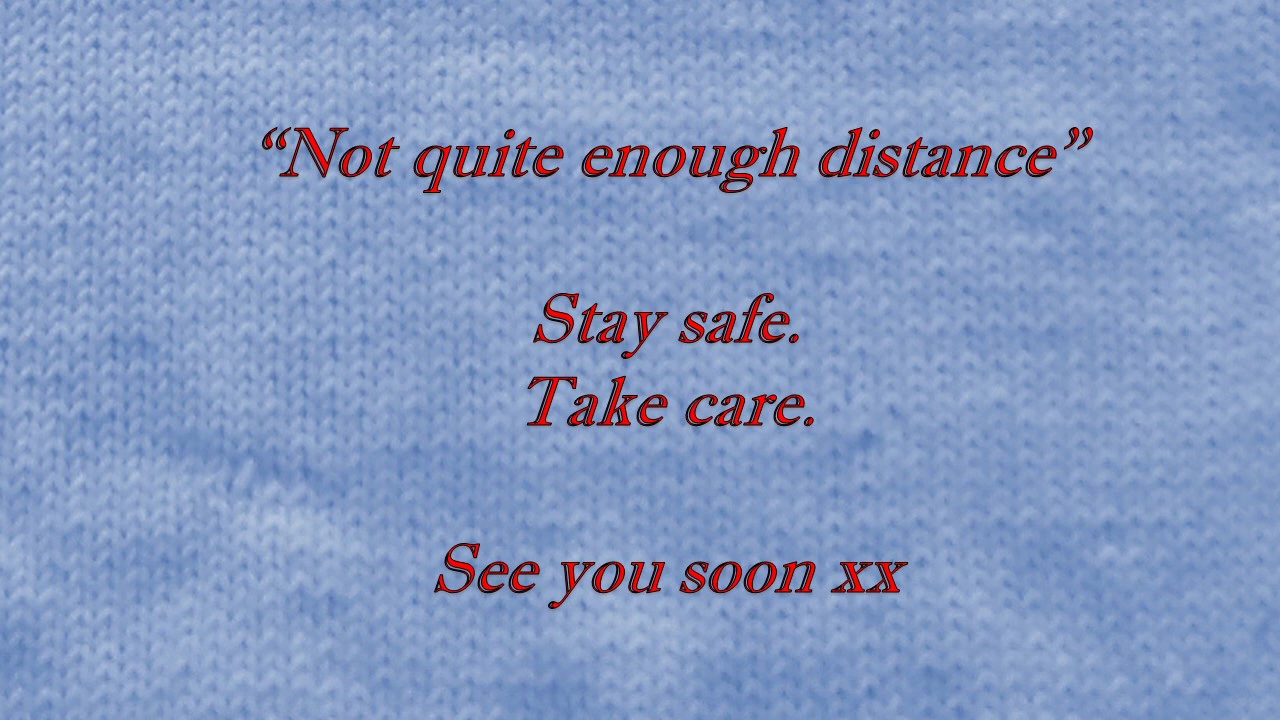 “Not quite enough distance”
Stay safe.
Take care.
See you soon xx